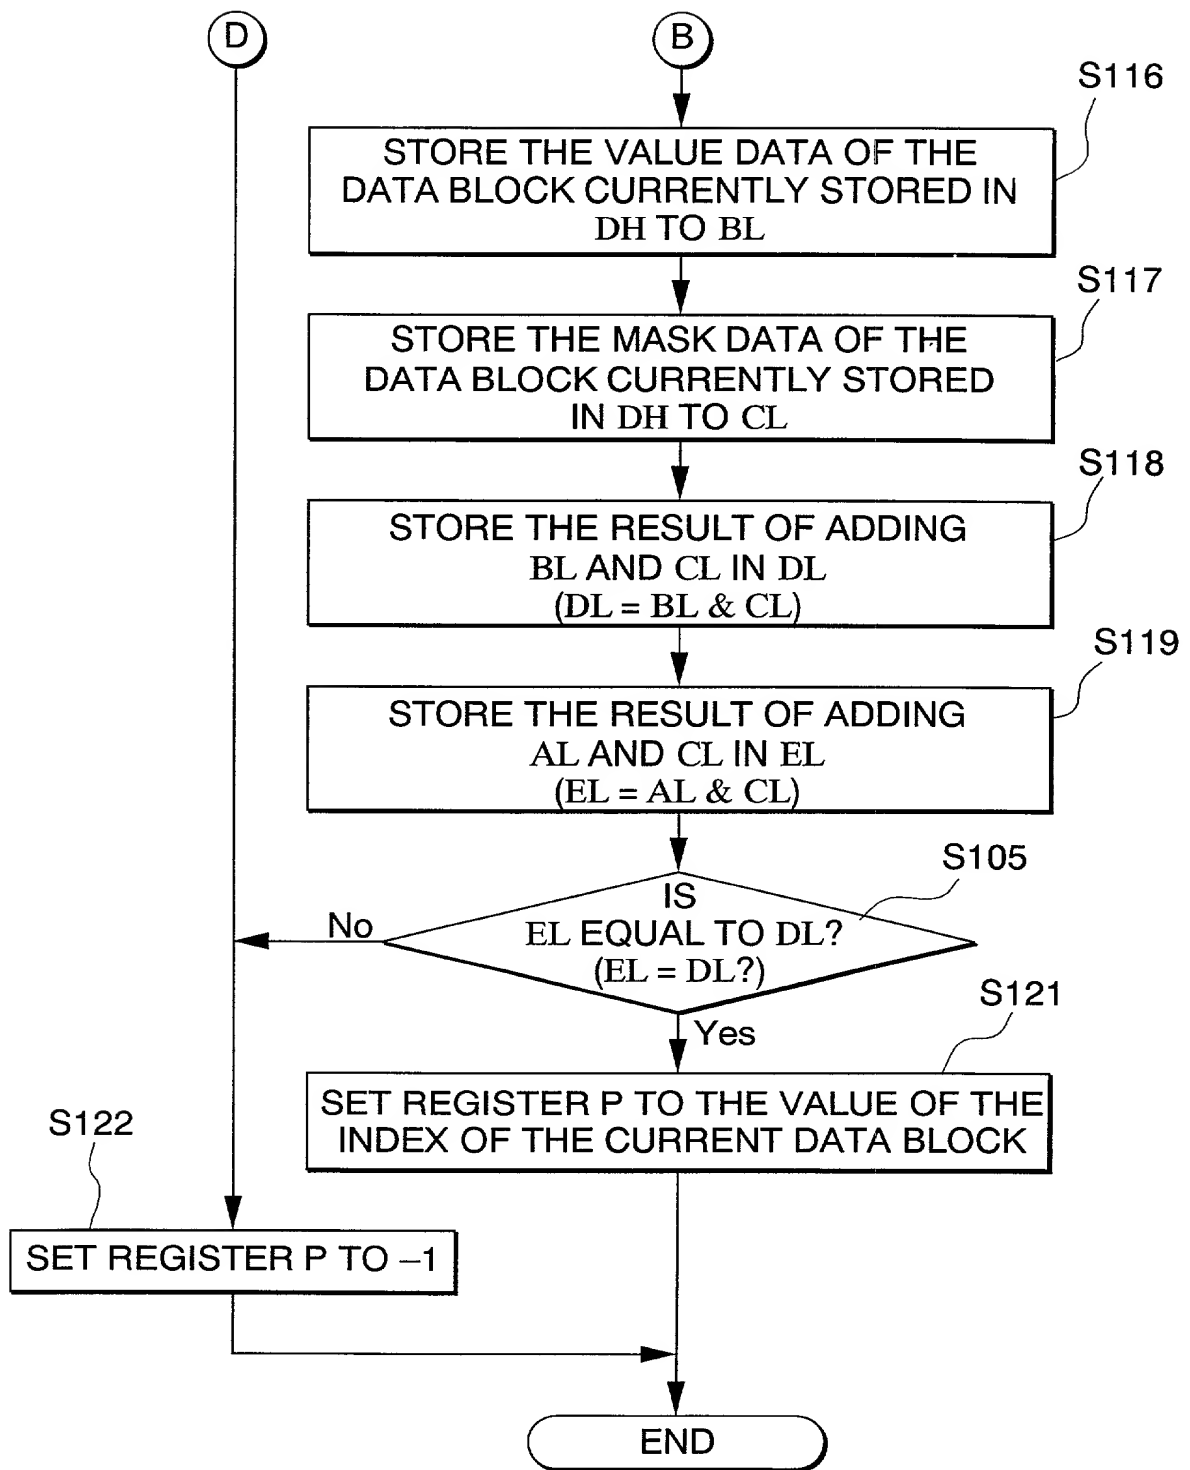 D
B
S116
STORE THE VALUE DATA OF THE
DATA BLOCK CURRENTLY STORED IN
DH TO BL
S117
STORE THE MASK DATA OF THE
DATA BLOCK CURRENTLY STORED
IN DH TO CL
S118
STORE THE RESULT OF ADDING
BL AND CL IN DL
(DL = BL & CL)
S119
STORE THE RESULT OF ADDING
AL AND CL IN EL
(EL = AL & CL)
S105
IS
EL EQUAL TO DL?
(EL = DL?)
No
Yes
S121
SET REGISTER P TO THE VALUE OF THE
INDEX OF THE CURRENT DATA BLOCK
S122
SET REGISTER P TO –1
END